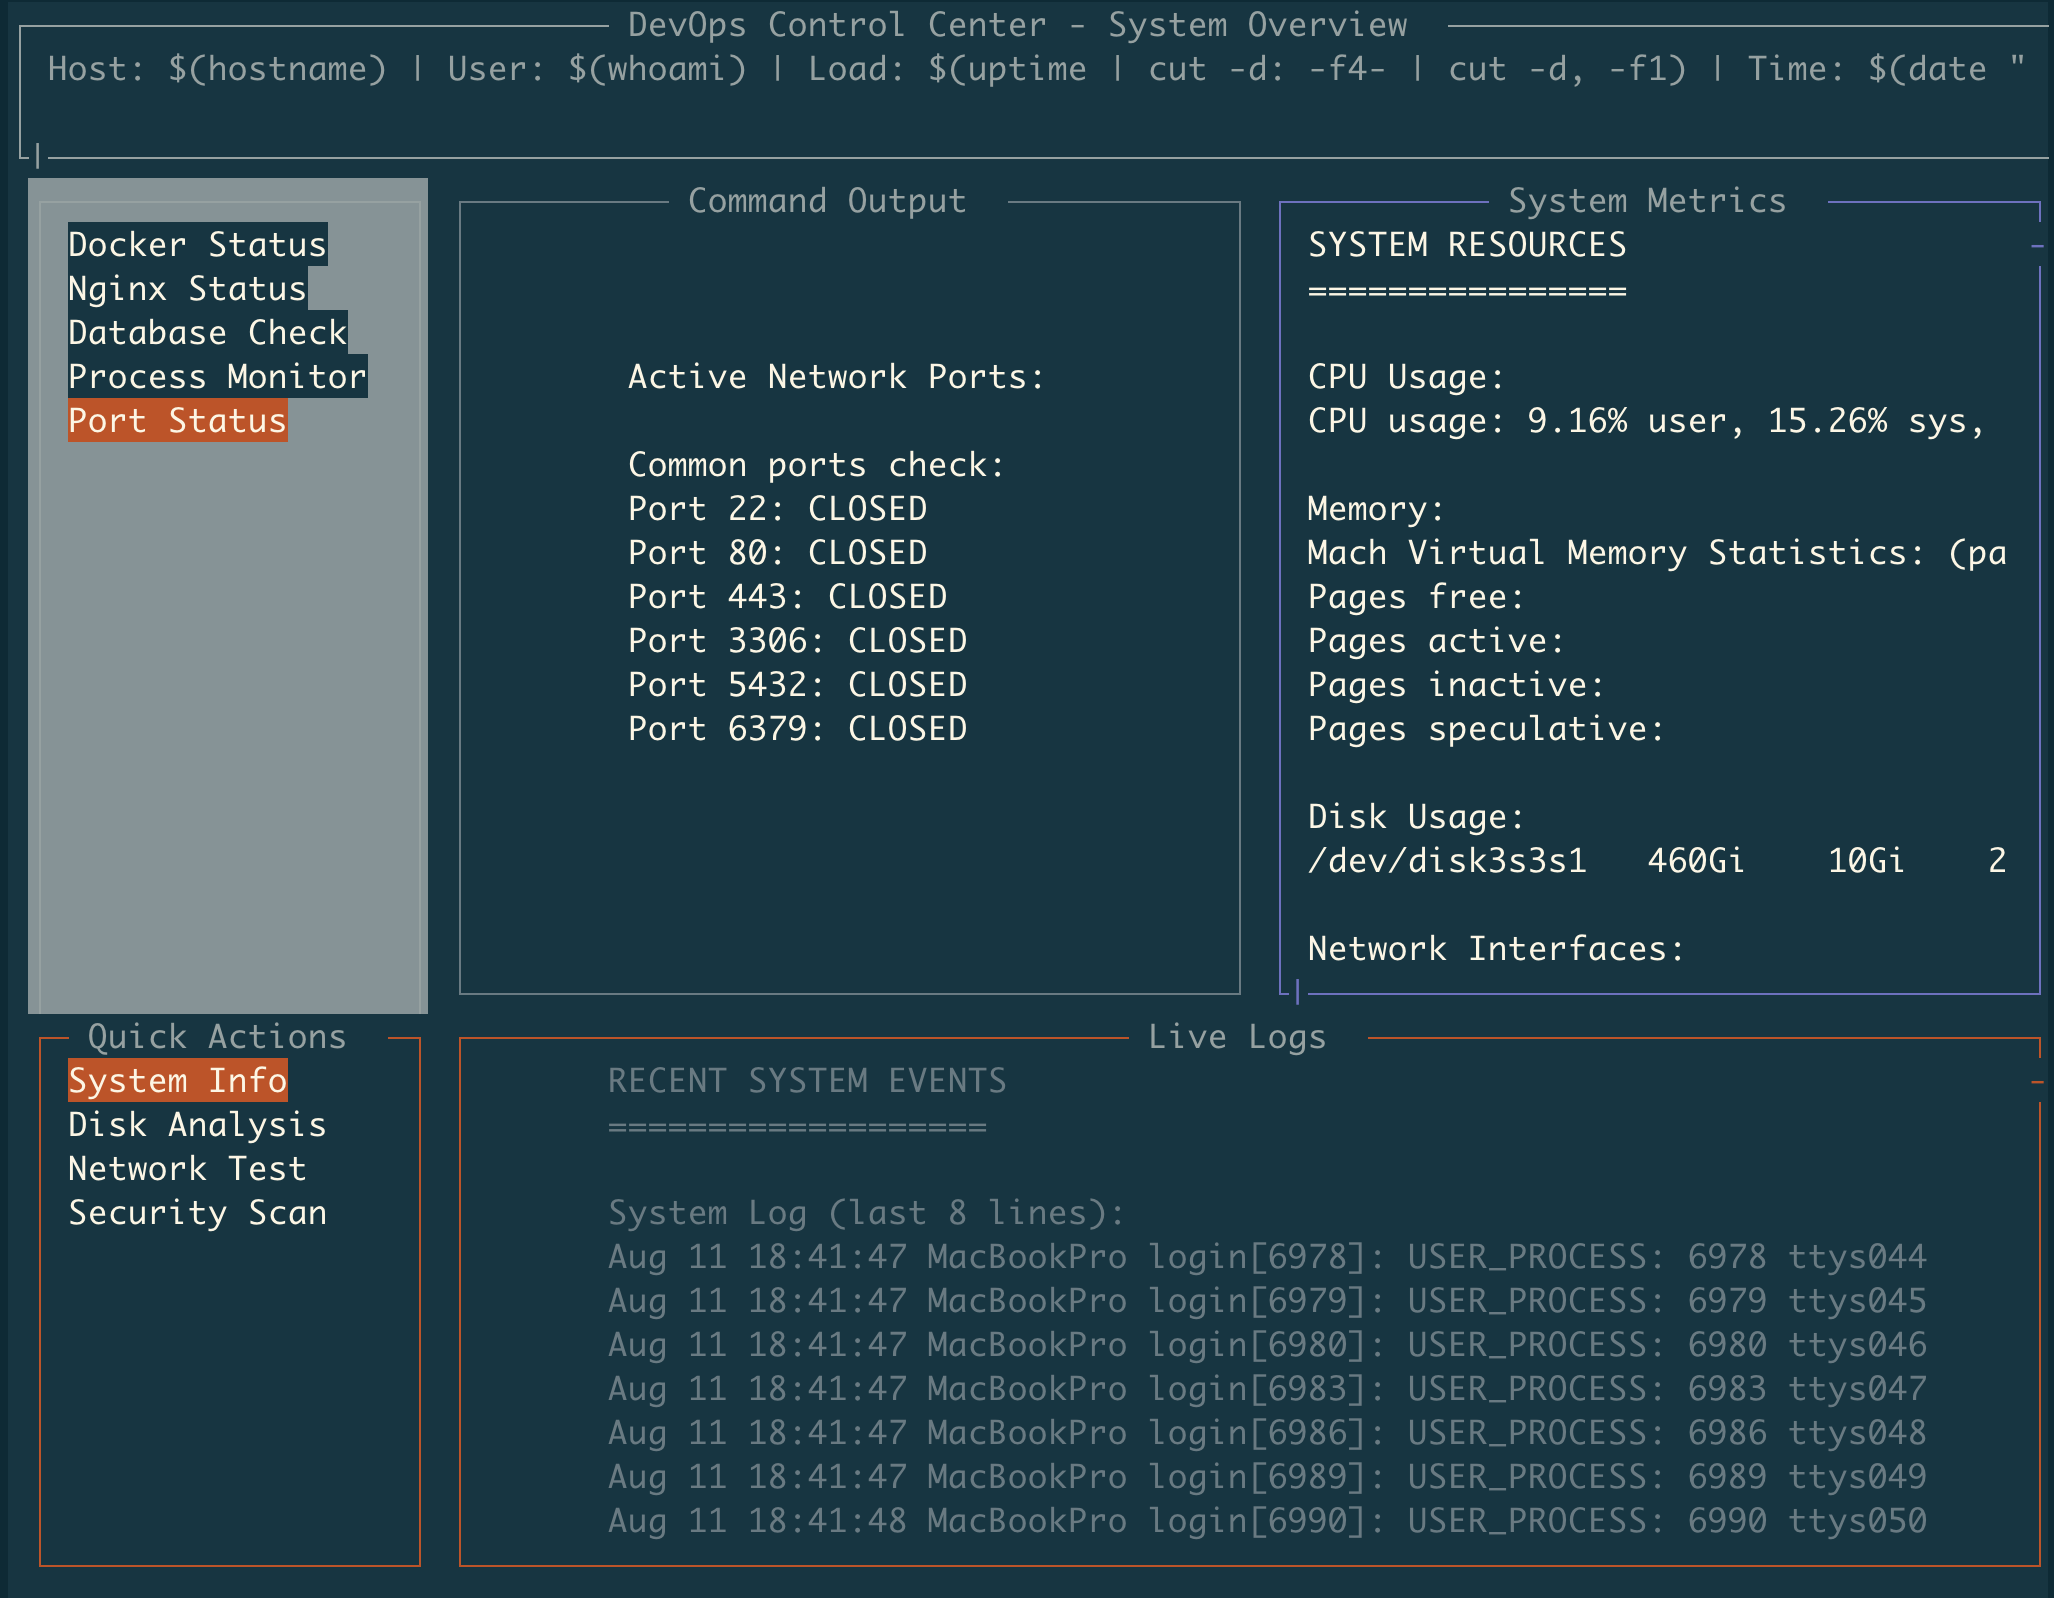 DevOps Control Center - System Overview
Host: $(hostname) | User: $(whoami) | Load: $(uptime | cut -d: -f4- | cut -d, -f1) | Time: $(date "
Docker Status
Nginx Status
Database Check
Process Monitor
Port Status
Command Output
Active Network Ports:
Common ports check:
Port 22: CLOSED
Port 80: CLOSED
Port 443: CLOSED
Port 3306: CLOSED
Port 5432: CLOSED
Port 6379: CLOSED
System Metrics
SYSTEM RESOURCES
================
CPU Usage:
CPU usage: 9.16% user, 15.26% sys,
Memory:
Mach Virtual Memory Statistics: (pa
Pages free:
Pages active:
Pages inactive:
Pages speculative:
Disk Usage:
/dev/disk3s3s1   460Gi    10Gi    2
Network Interfaces:
Quick Actions
System Info
Disk Analysis
Network Test
Security Scan
Live Logs
RECENT SYSTEM EVENTS
===================
System Log (last 8 lines):
Aug 11 18:41:47 MacBookPro login[6978]: USER_PROCESS: 6978 ttys044
Aug 11 18:41:47 MacBookPro login[6979]: USER_PROCESS: 6979 ttys045
Aug 11 18:41:47 MacBookPro login[6980]: USER_PROCESS: 6980 ttys046
Aug 11 18:41:47 MacBookPro login[6983]: USER_PROCESS: 6983 ttys047
Aug 11 18:41:47 MacBookPro login[6986]: USER_PROCESS: 6986 ttys048
Aug 11 18:41:47 MacBookPro login[6989]: USER_PROCESS: 6989 ttys049
Aug 11 18:41:48 MacBookPro login[6990]: USER_PROCESS: 6990 ttys050